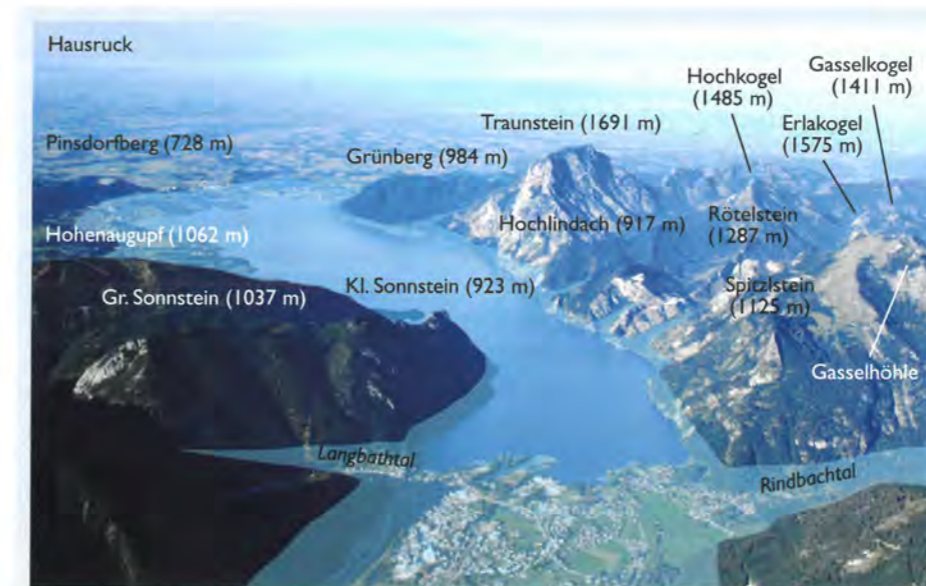 Hausruck
Gasselkogel
(1411 m)
Hochkogel
(1485 m)
Erlakogel
(1575 m)
Traunstein (1691 m)
Pinsdorfberg (728 m)
Grünberg (984 m)
Hochlindach (917 m)
Rötelstein
(1287 m)
Hohenaugupf (1062 m)
Kl. Sonnstein (923 m)
Spitzlstein
(1125 m)
Gr. Sonnstein (1037 m)
Gasselhöhle
Langbathtal
Rindbachtal